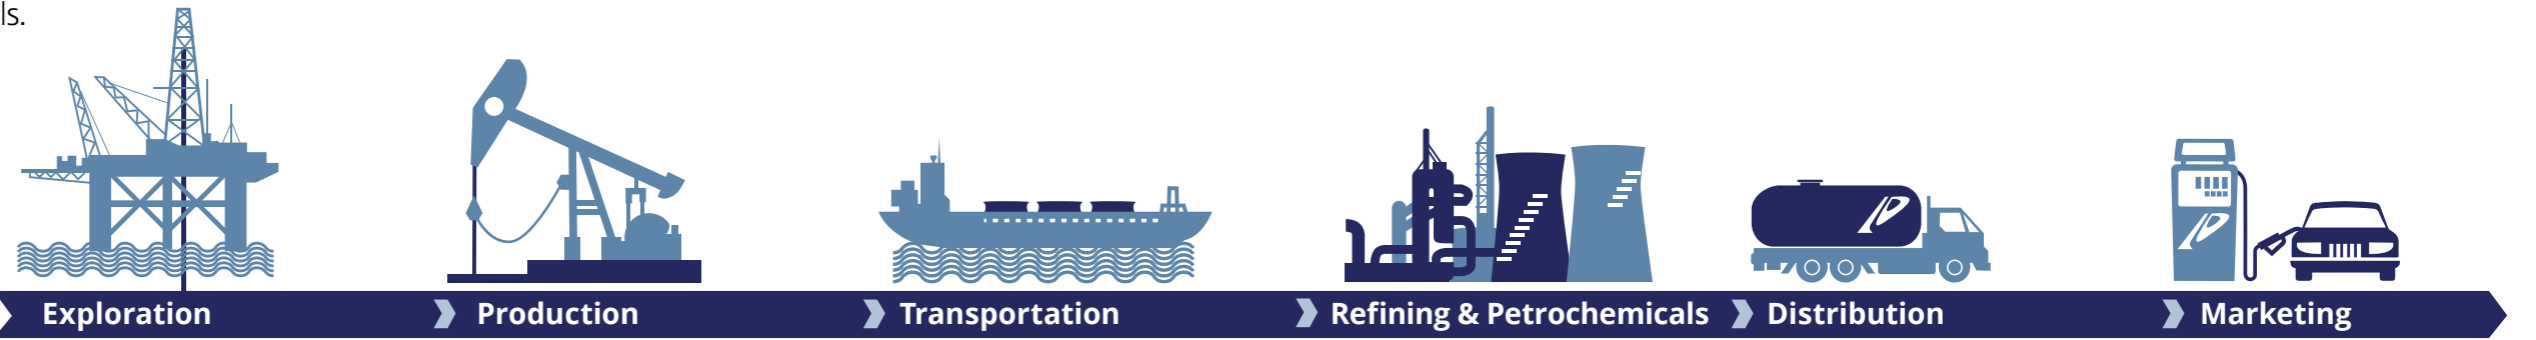 ls.
Exploration
Production
Transportation
Refining & Petrochemicals
Distribution
Marketing